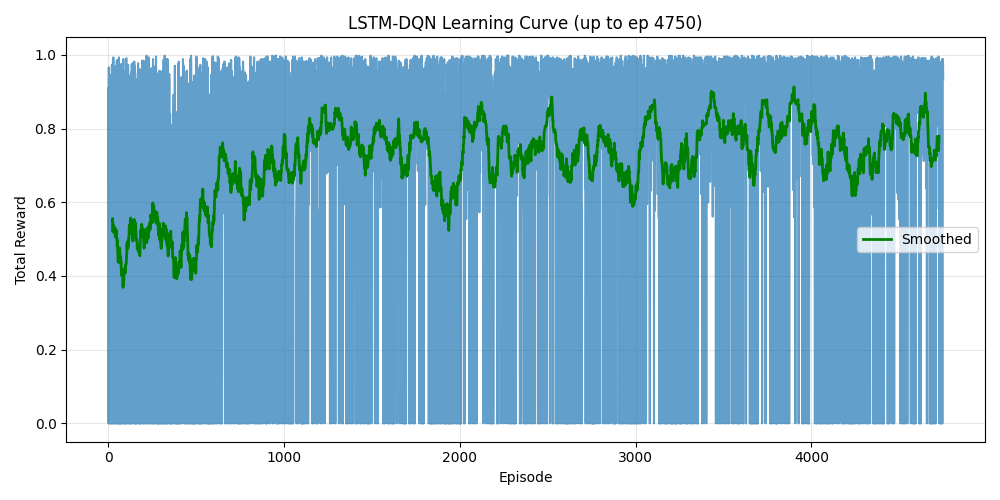 LSTM-DQN Learning Curve (up to ep 4750)
1.0
0.8
0.6
0.4
0.2
0.0
Total Reward
Smoothed
0 1000 2000 3000 4000
Episode